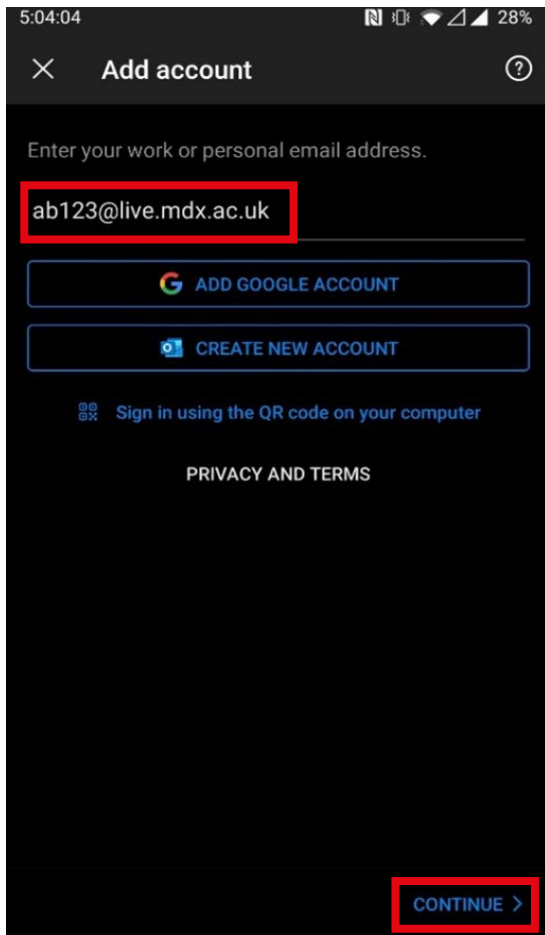 5:04:04 28%
Add account
Enter your work or personal email address.
ab123@live.mdx.ac.uk
ADD GOOGLE ACCOUNT
CREATE NEW ACCOUNT
Sign in using the QR code on your computer
PRIVACY AND TERMS
CONTINUE